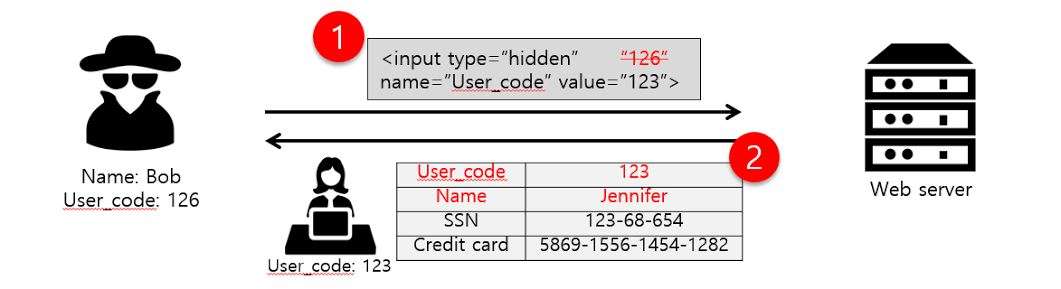 1
<input type="hidden" "126"
name="User_code" value="123">
2
Name: Bob
User_code: 126
User_code: 123
User_code 123
Name Jennifer
SSN 123-68-654
Credit card 5869-1556-1454-1282
Web server